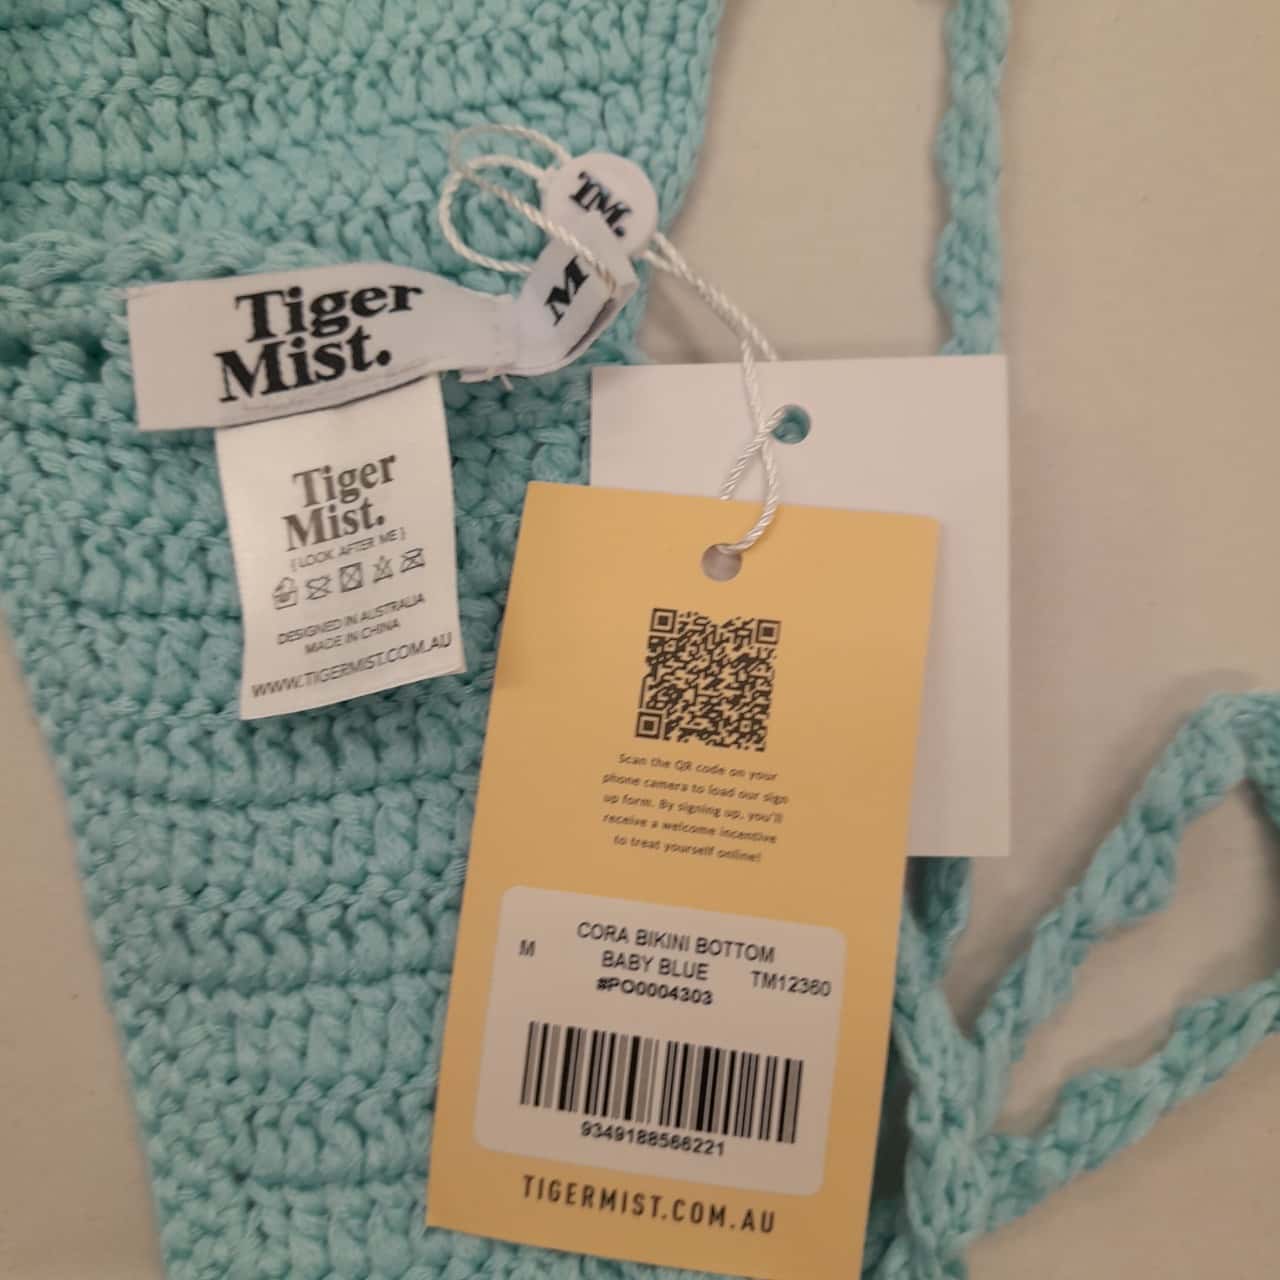 TM.
M
Tiger
Mist.
Tiger
Mist.
{ LOOK AFTER ME }
DESIGNED IN AUSTRALIA
MADE IN CHINA
WWW.TIGERMIST.COM.AU
Scan the QR code on your
phone camera to load our sign
up form. By signing up, you'll
receive a welcome incentive
to treat yourself online!
CORA BIKINI BOTTOM
M BABY BLUE TM12360
#PO0004303
9349188566221
TIGERMIST.COM.AU